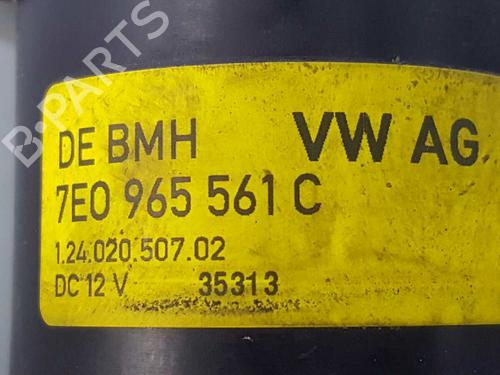 B-PARTS
DE BMH VW AG
7E0 965 561 C
1.24.020.507.02
DC 12 V 35313